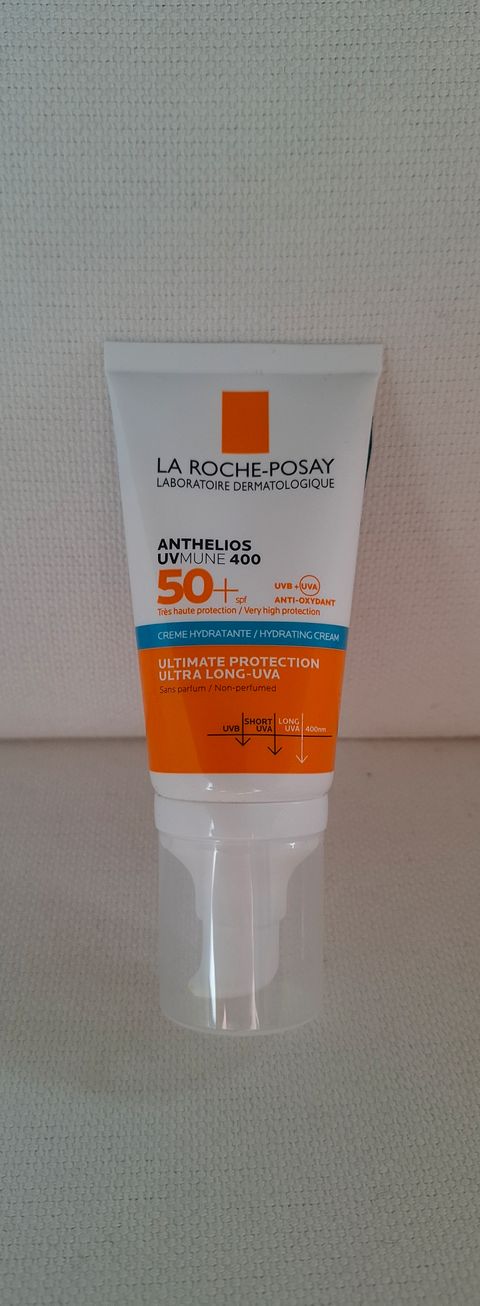 LA ROCHE-POSAY
LABORATOIRE DERMATOLOGIQUE
ANTHELIOS
UVMUNE 400
50+ spf
UVB + UVA
ANTI-OXYDANT
Très haute protection / Very high protection
CREME HYDRATANTE / HYDRATING CREAM
ULTIMATE PROTECTION
ULTRA LONG-UVA
Sans parfum / Non-perfumed
UVB
SHORT UVA
LONG UVA
400nm